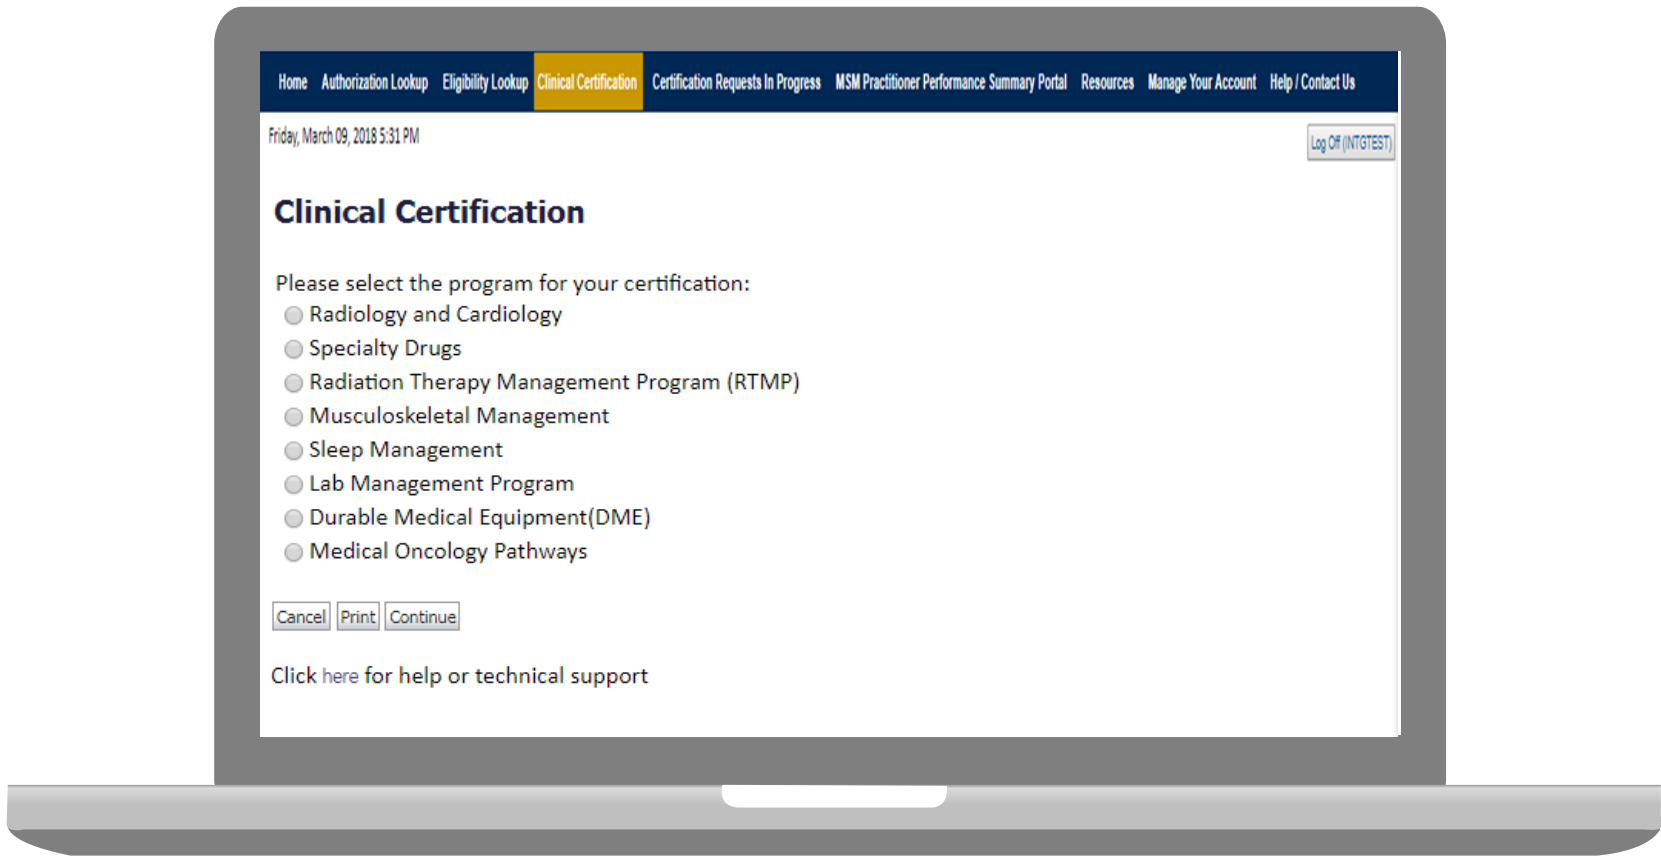 Home Authorization Lookup Eligibility Lookup Clinical Certification Certification Requests In Progress MSM Practitioner Performance Summary Portal Resources Manage Your Account Help / Contact Us
Friday, March 09, 2018 5:31 PM
Log Off (INTGTEST)
Clinical Certification
Please select the program for your certification:
Radiology and Cardiology
Specialty Drugs
Radiation Therapy Management Program (RTMP)
Musculoskeletal Management
Sleep Management
Lab Management Program
Durable Medical Equipment(DME)
Medical Oncology Pathways
Cancel Print Continue
Click here for help or technical support